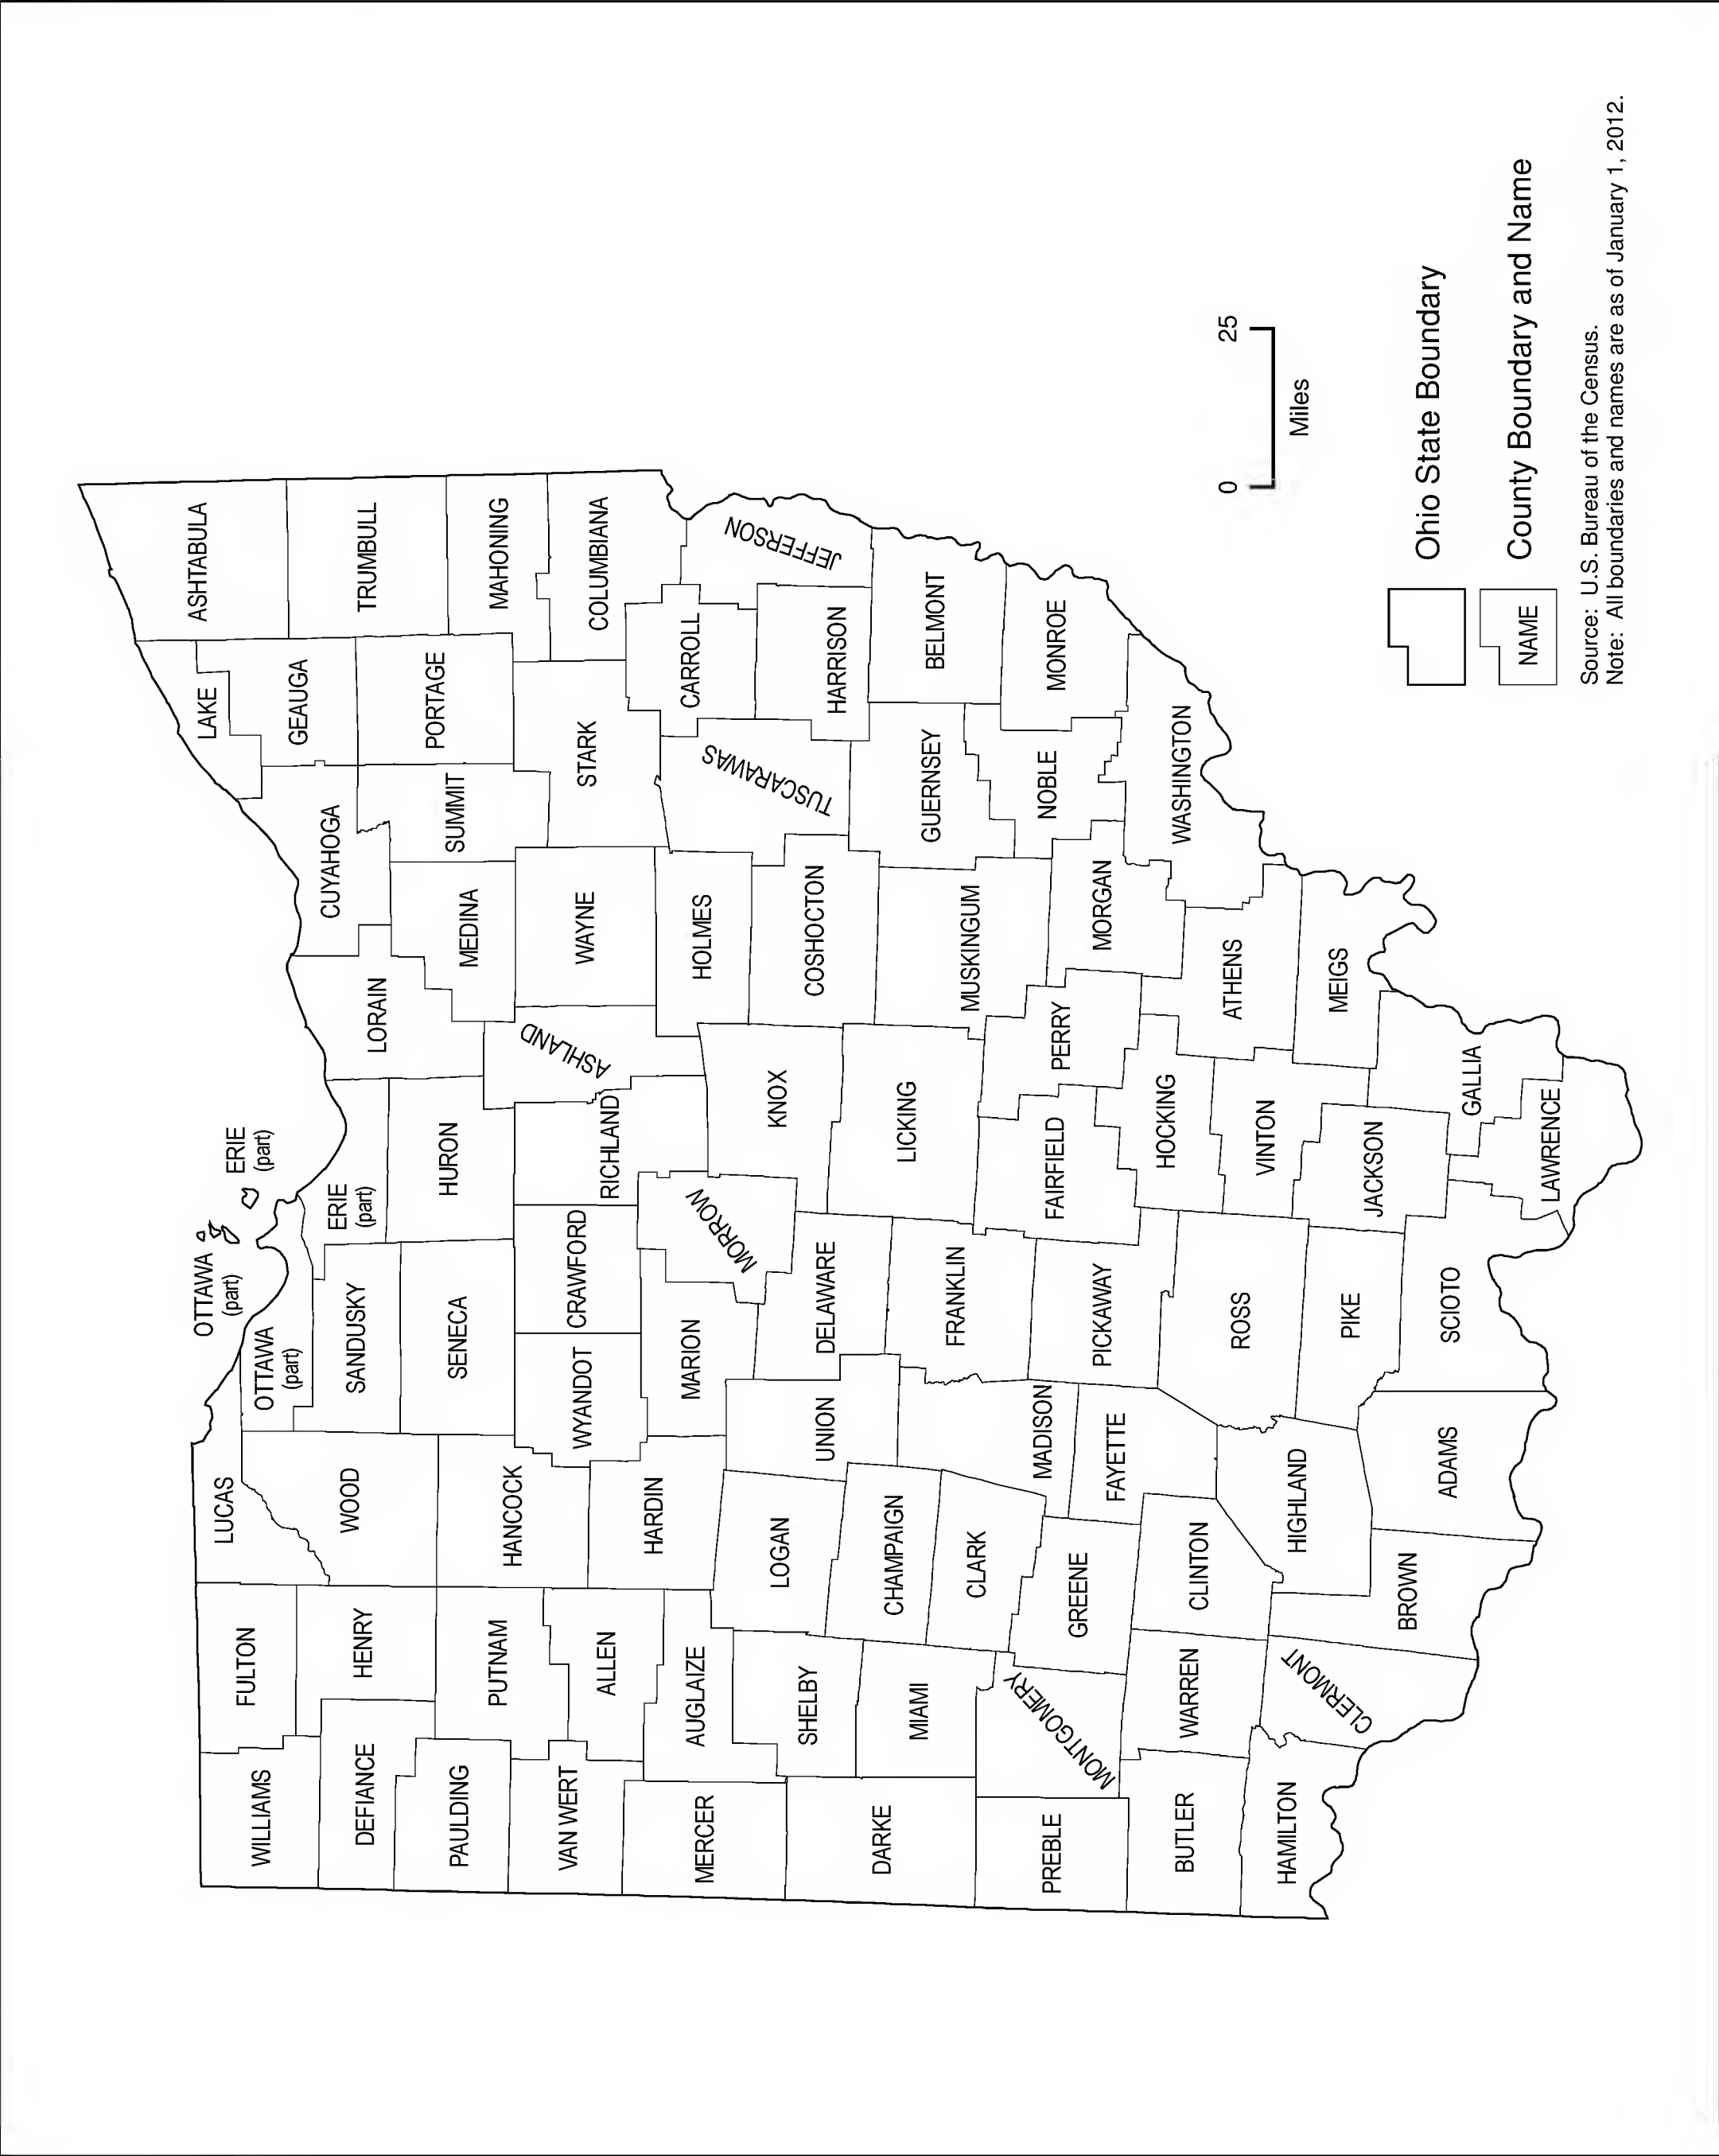 OTTAWA
(part)
ERIE
(part)
ASHTABULA
LAKE
LUCAS
FULTON
WILLIAMS
OTTAWA
(part)
GEAUGA
CUYAHOGA
ERIE
(part)
SANDUSKY
WOOD
HENRY
DEFIANCE
TRUMBULL
LORAIN
PORTAGE
SUMMIT
MEDINA
HURON
SENECA
PAULDING
PUTNAM
HANCOCK
MAHONING
ASHLAND
WYANDOT
CRAWFORD
RICHLAND
WAYNE
STARK
COLUMBIANA
VAN WERT
ALLEN
HARDIN
MARION
MORROW
HOLMES
CARROLL
JEFFERSON
MERCER
AUGLAIZE
LOGAN
UNION
DELAWARE
KNOX
COSHOCTON
TUSCARAWAS
HARRISON
SHELBY
DARKE
MIAMI
CHAMPAIGN
CLARK
FRANKLIN
LICKING
MUSKINGUM
GUERNSEY
BELMONT
PREBLE
MONTGOMERY
GREENE
MADISON
FAYETTE
PICKAWAY
FAIRFIELD
PERRY
MORGAN
NOBLE
MONROE
BUTLER
WARREN
CLINTON
ROSS
HOCKING
VINTON
ATHENS
WASHINGTON
HAMILTON
CLERMONT
BROWN
HIGHLAND
ADAMS
PIKE
SCIOTO
JACKSON
MEIGS
GALLIA
LAWRENCE
0
25
Miles
Ohio State Boundary
NAME
County Boundary and Name
Source: U.S. Bureau of the Census.
Note: All boundaries and names are as of January 1, 2012.